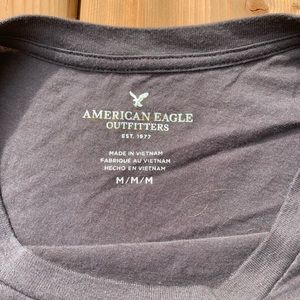 AMERICAN EAGLE
OUTFITTERS
EST. 1977
MADE IN VIETNAM
FABRIQUÉ AU VIETNAM
HECHO EN VIETNAM
M/M/M